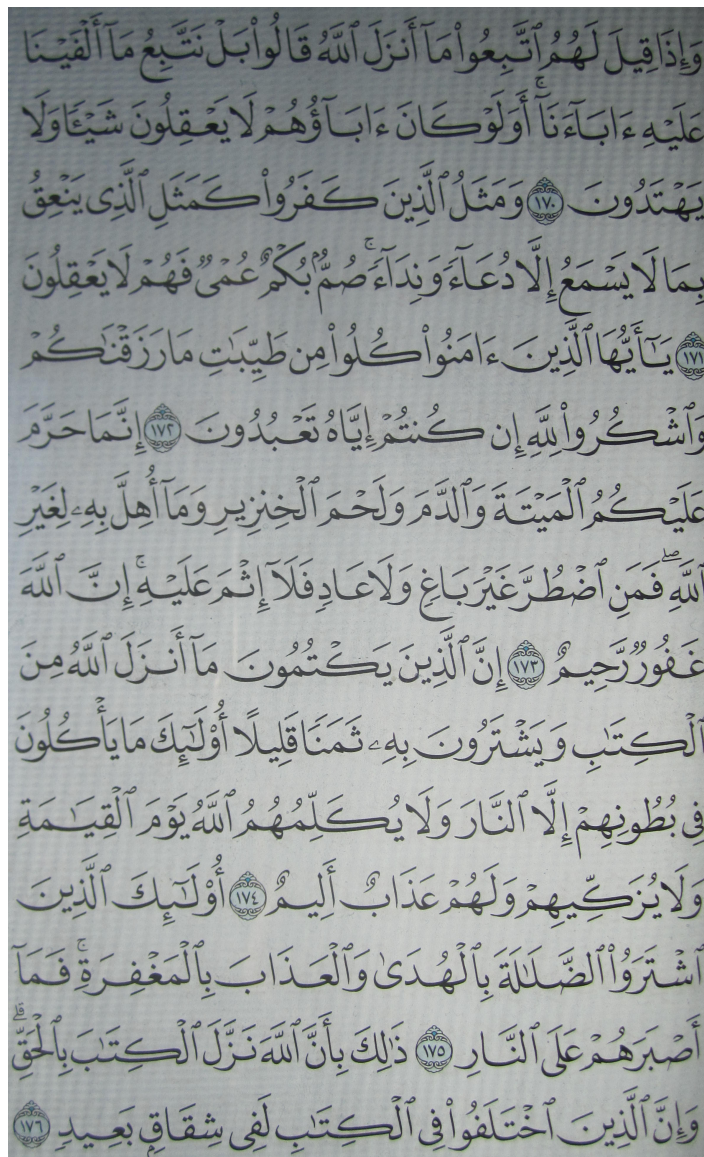 وَإِذَا قِيلَ لَهُمُ ٱتَّبِعُوا۟ مَآ أَنزَلَ ٱللَّهُ قَالُوا۟ بَلْ نَتَّبِعُ مَآ أَلْفَيْنَا
عَلَيْهِ ءَابَآءَنَآ ۚ أَوَلَوْ كَانَ ءَابَآؤُهُمْ لَا يَعْقِلُونَ شَيْـًٔا وَلَا
يَهْتَدُونَ ١٧٠ وَمَثَلُ ٱلَّذِينَ كَفَرُوا۟ كَمَثَلِ ٱلَّذِى يَنْعِقُ
بِمَا لَا يَسْمَعُ إِلَّا دُعَآءً وَنِدَآءً ۚ صُمٌّۢ بُكْمٌ عُمْىٌ فَهُمْ لَا يَعْقِلُونَ
١٧١ يَـٰٓأَيُّهَا ٱلَّذِينَ ءَامَنُوا۟ كُلُوا۟ مِن طَيِّبَـٰتِ مَا رَزَقْنَـٰكُمْ
وَٱشْكُرُوا۟ لِلَّهِ إِن كُنتُمْ إِيَّاهُ تَعْبُدُونَ ١٧٢ إِنَّمَا حَرَّمَ
عَلَيْكُمُ ٱلْمَيْتَةَ وَٱلدَّمَ وَلَحْمَ ٱلْخِنزِيرِ وَمَآ أُهِلَّ بِهِۦ لِغَيْرِ
ٱللَّهِ ۖ فَمَنِ ٱضْطُرَّ غَيْرَ بَاغٍ وَلَا عَادٍ فَلَآ إِثْمَ عَلَيْهِ ۚ إِنَّ ٱللَّهَ
غَفُورٌ رَّحِيمٌ ١٧٣ إِنَّ ٱلَّذِينَ يَكْتُمُونَ مَآ أَنزَلَ ٱللَّهُ مِنَ
ٱلْكِتَـٰبِ وَيَشْتَرُونَ بِهِۦ ثَمَنًا قَلِيلًا أُو۟لَـٰٓئِكَ مَا يَأْكُلُونَ
فِى بُطُونِهِمْ إِلَّا ٱلنَّارَ وَلَا يُكَلِّمُهُمُ ٱللَّهُ يَوْمَ ٱلْقِيَـٰمَةِ
وَلَا يُزَكِّيهِمْ وَلَهُمْ عَذَابٌ أَلِيمٌ ١٧٤ أُو۟لَـٰٓئِكَ ٱلَّذِينَ
ٱشْتَرَوُا۟ ٱلضَّلَـٰلَةَ بِٱلْهُدَىٰ وَٱلْعَذَابَ بِٱلْمَغْفِرَةِ ۚ فَمَآ
أَصْبَرَهُمْ عَلَى ٱلنَّارِ ١٧٥ ذَٰلِكَ بِأَنَّ ٱللَّهَ نَزَّلَ ٱلْكِتَـٰبَ بِٱلْحَقِّ ۗ
وَإِنَّ ٱلَّذِينَ ٱخْتَلَفُوا۟ فِى ٱلْكِتَـٰبِ لَفِى شِقَاقٍۭ بَعِيدٍ ١٧٦